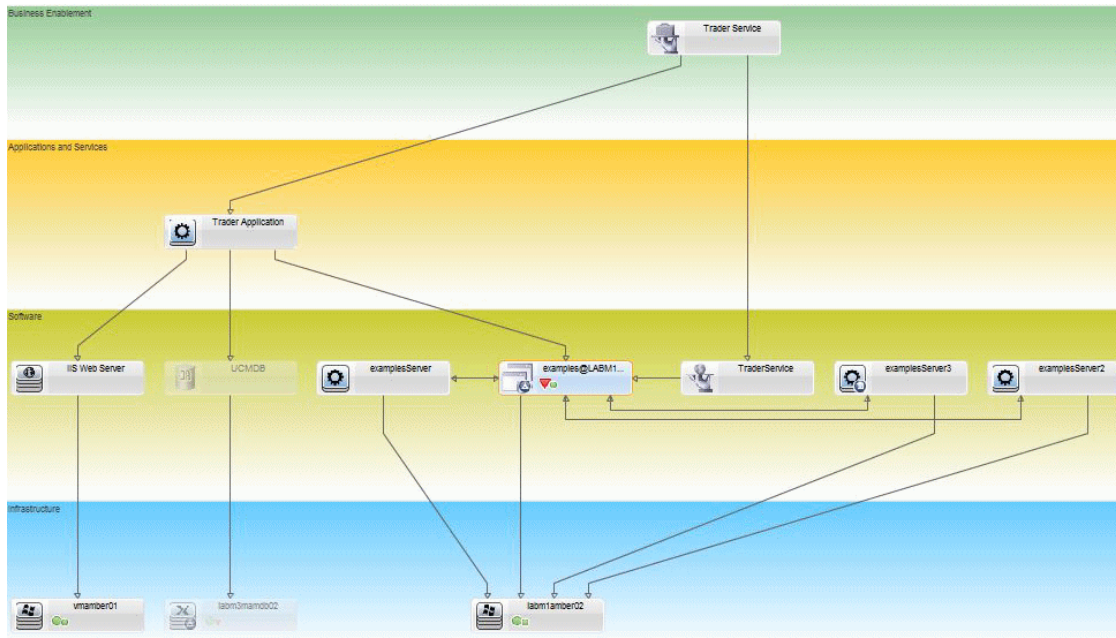 Business Enablement
Trader Service
Applications and Services
Trader Application
Software
IIS Web Server
UCMDB
examplesServer
examples@LABM1...
TraderService
examplesServer3
examplesServer2
Infrastructure
vmamber01
labm3mamdb02
labm1amber02